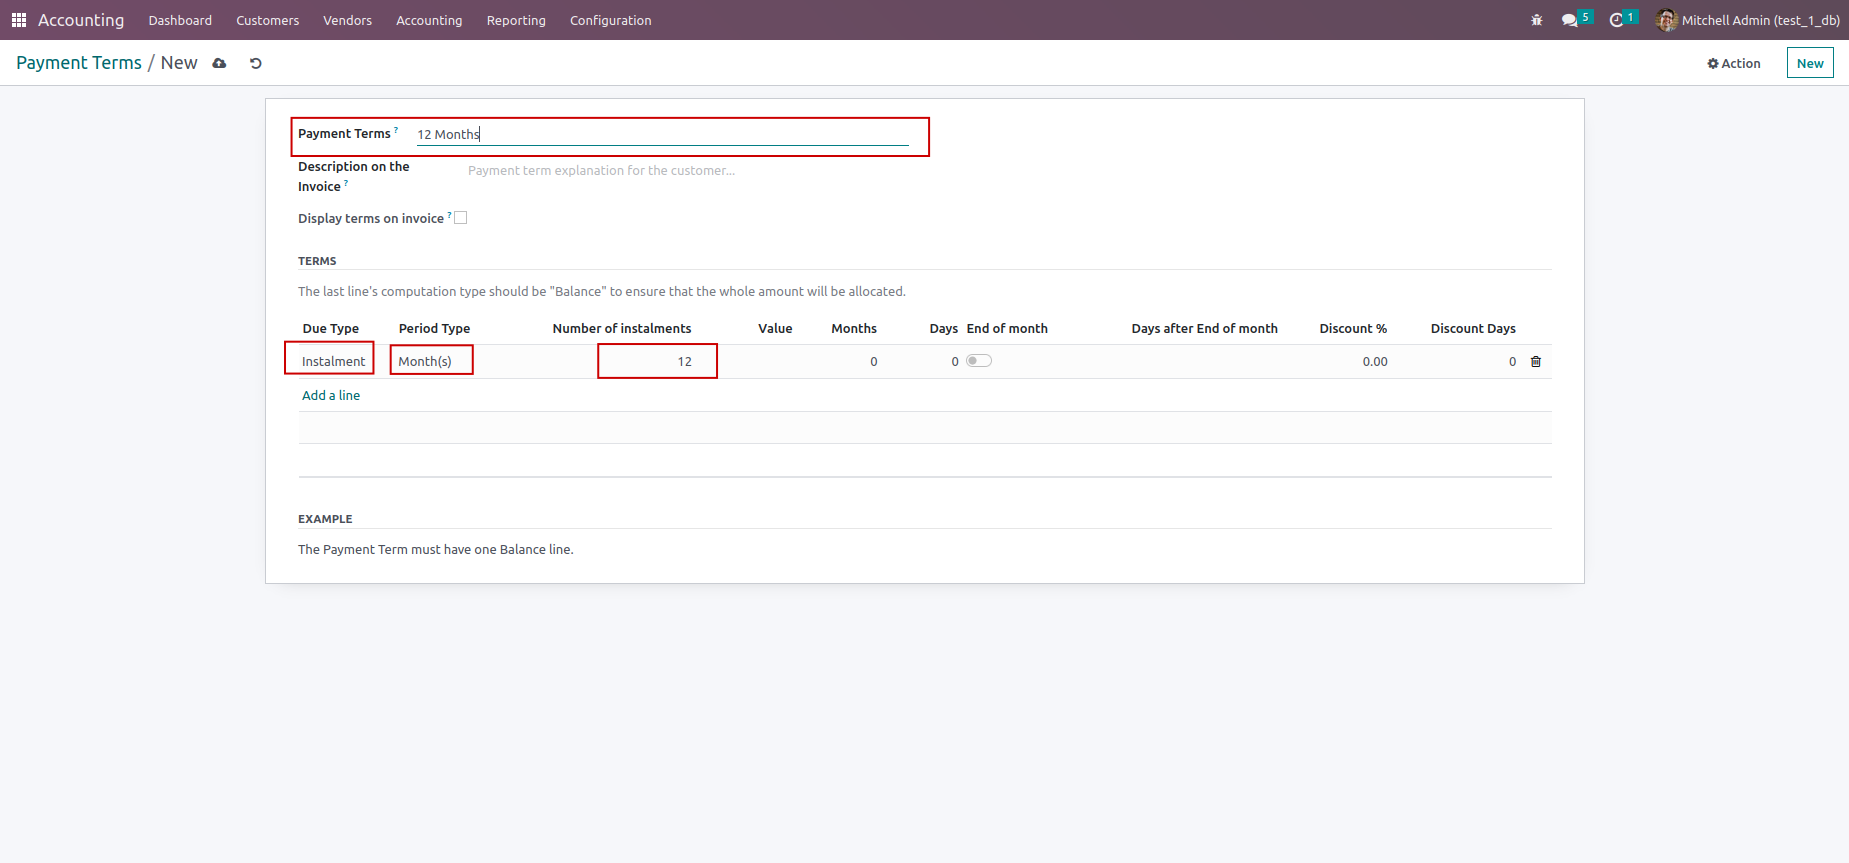 Accounting Dashboard Customers Vendors Accounting Reporting Configuration 5 1 Mitchell Admin (test_1_db)
Payment Terms / New Action New
Payment Terms ? 12 Months
Description on the
Invoice ? Payment term explanation for the customer...
Display terms on invoice ?
TERMS
The last line's computation type should be "Balance" to ensure that the whole amount will be allocated.
Due Type Period Type Number of instalments Value Months Days End of month Days after End of month Discount % Discount Days
Instalment Month(s) 12 0 0 0.00 0
Add a line
EXAMPLE
The Payment Term must have one Balance line.